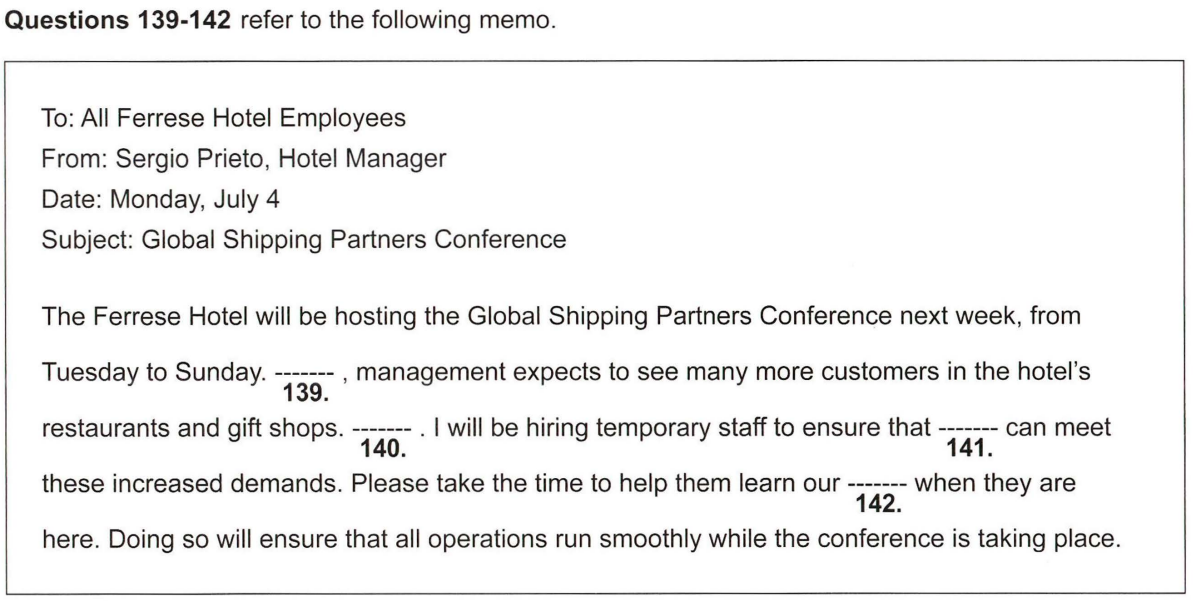 Questions 139-142 refer to the following memo.
To: All Ferrese Hotel Employees
From: Sergio Prieto, Hotel Manager
Date: Monday, July 4
Subject: Global Shipping Partners Conference
The Ferrese Hotel will be hosting the Global Shipping Partners Conference next week, from
Tuesday to Sunday. ------- , management expects to see many more customers in the hotel's
139.
restaurants and gift shops. ------- . I will be hiring temporary staff to ensure that ------- can meet
140. 141.
these increased demands. Please take the time to help them learn our ------- when they are
142.
here. Doing so will ensure that all operations run smoothly while the conference is taking place.